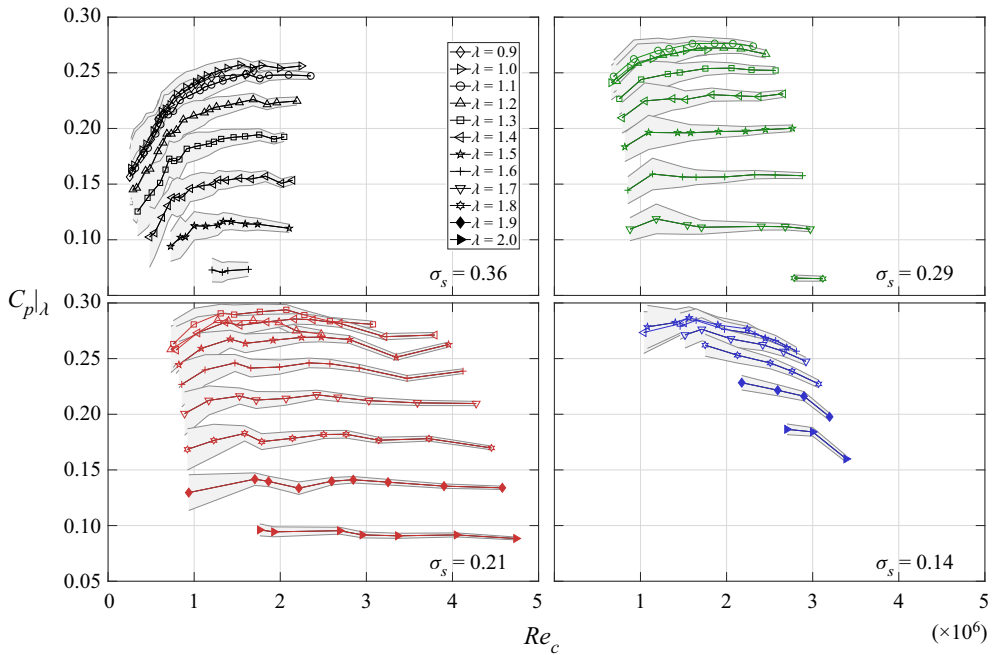 0.30
0.25
0.20
0.15
0.10
λ = 0.9
λ = 1.0
λ = 1.1
λ = 1.2
λ = 1.3
λ = 1.4
λ = 1.5
λ = 1.6
λ = 1.7
λ = 1.8
λ = 1.9
λ = 2.0
σs = 0.36
σs = 0.29
Cp|λ
0.30
0.25
0.20
0.15
0.10
0.05
σs = 0.21
σs = 0.14
1 2 3 4 5 0 1 2 3 4 5
Rec
(×10⁶)